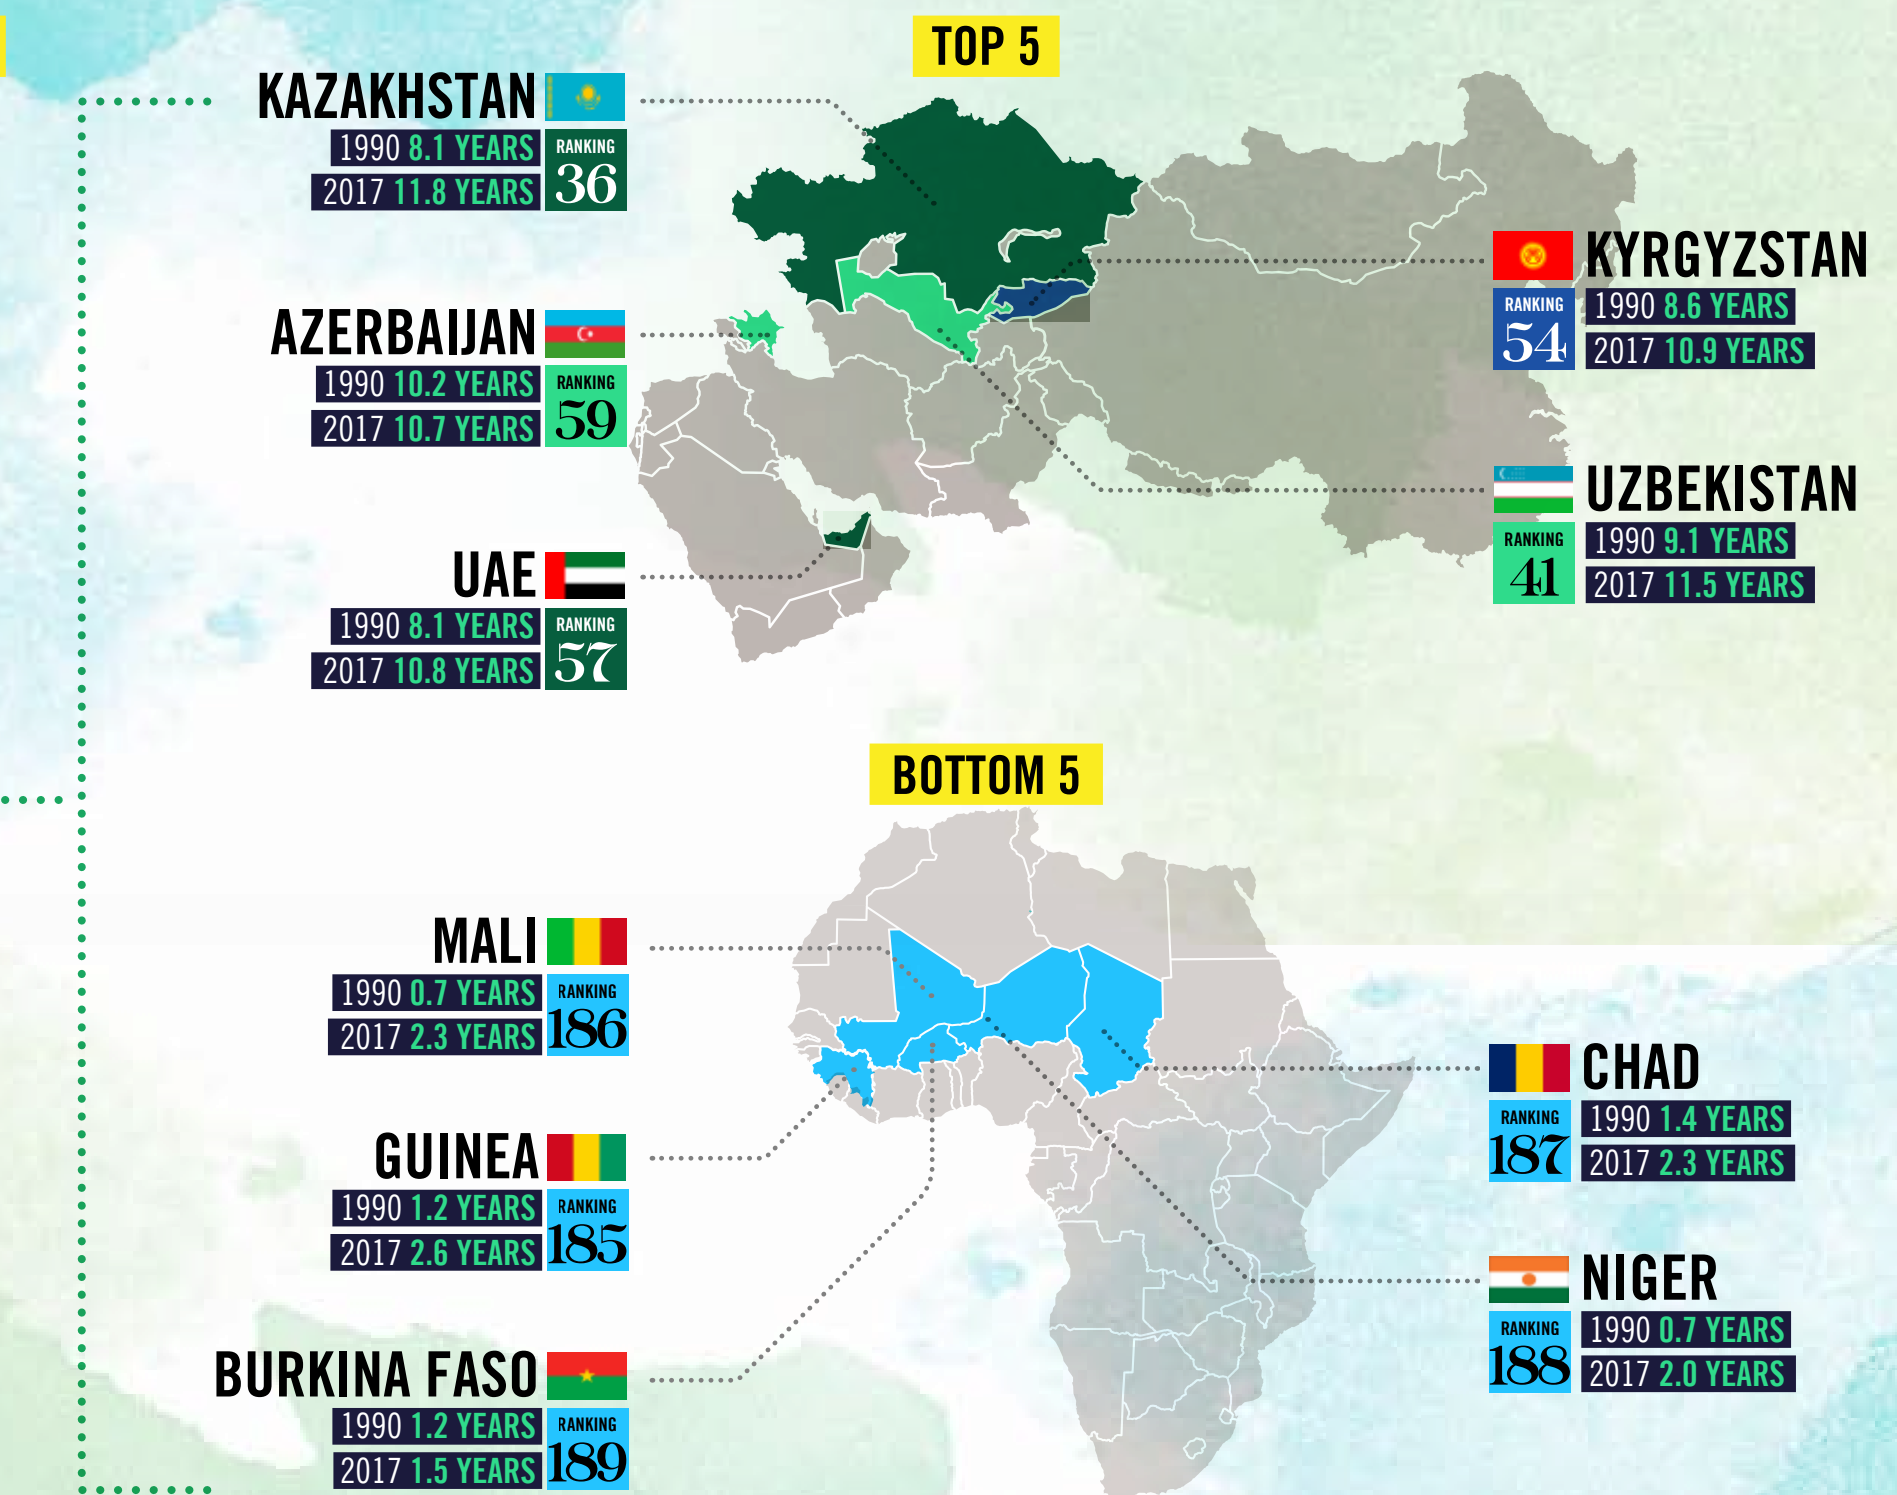 TOP 5
KAZAKHSTAN
1990 8.1 YEARS
2017 11.8 YEARS
RANKING
36
AZERBAIJAN
1990 10.2 YEARS
2017 10.7 YEARS
RANKING
59
UAE
1990 8.1 YEARS
2017 10.8 YEARS
RANKING
57
KYRGYZSTAN
RANKING
54
1990 8.6 YEARS
2017 10.9 YEARS
UZBEKISTAN
RANKING
41
1990 9.1 YEARS
2017 11.5 YEARS
BOTTOM 5
MALI
1990 0.7 YEARS
2017 2.3 YEARS
RANKING
186
GUINEA
1990 1.2 YEARS
2017 2.6 YEARS
RANKING
185
BURKINA FASO
1990 1.2 YEARS
2017 1.5 YEARS
RANKING
189
CHAD
RANKING
187
1990 1.4 YEARS
2017 2.3 YEARS
NIGER
RANKING
188
1990 0.7 YEARS
2017 2.0 YEARS